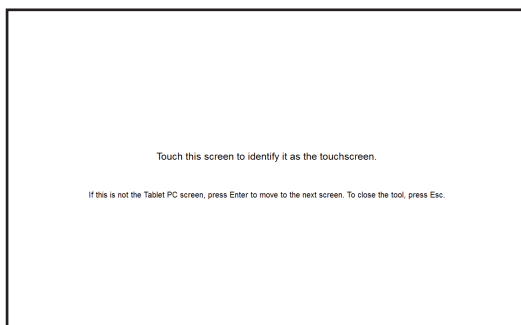 Touch this screen to identify it as the touchscreen.
If this is not the Tablet PC screen, press Enter to move to the next screen. To close the tool, press Esc.